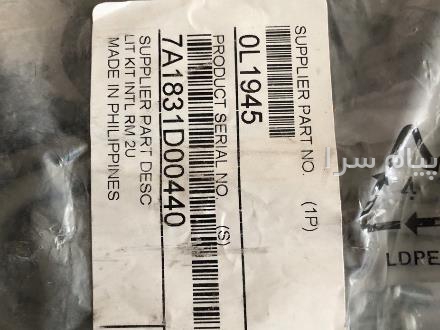 SUPPLIER PART NO. (1P)
0L1945
PRODUCT SERIAL NO. (S)
7A1831D00440
SUPPLIER PART DESC
LIT KIT INTL RM 2U
MADE IN PHILIPPINES
LDPE
پیام سرا